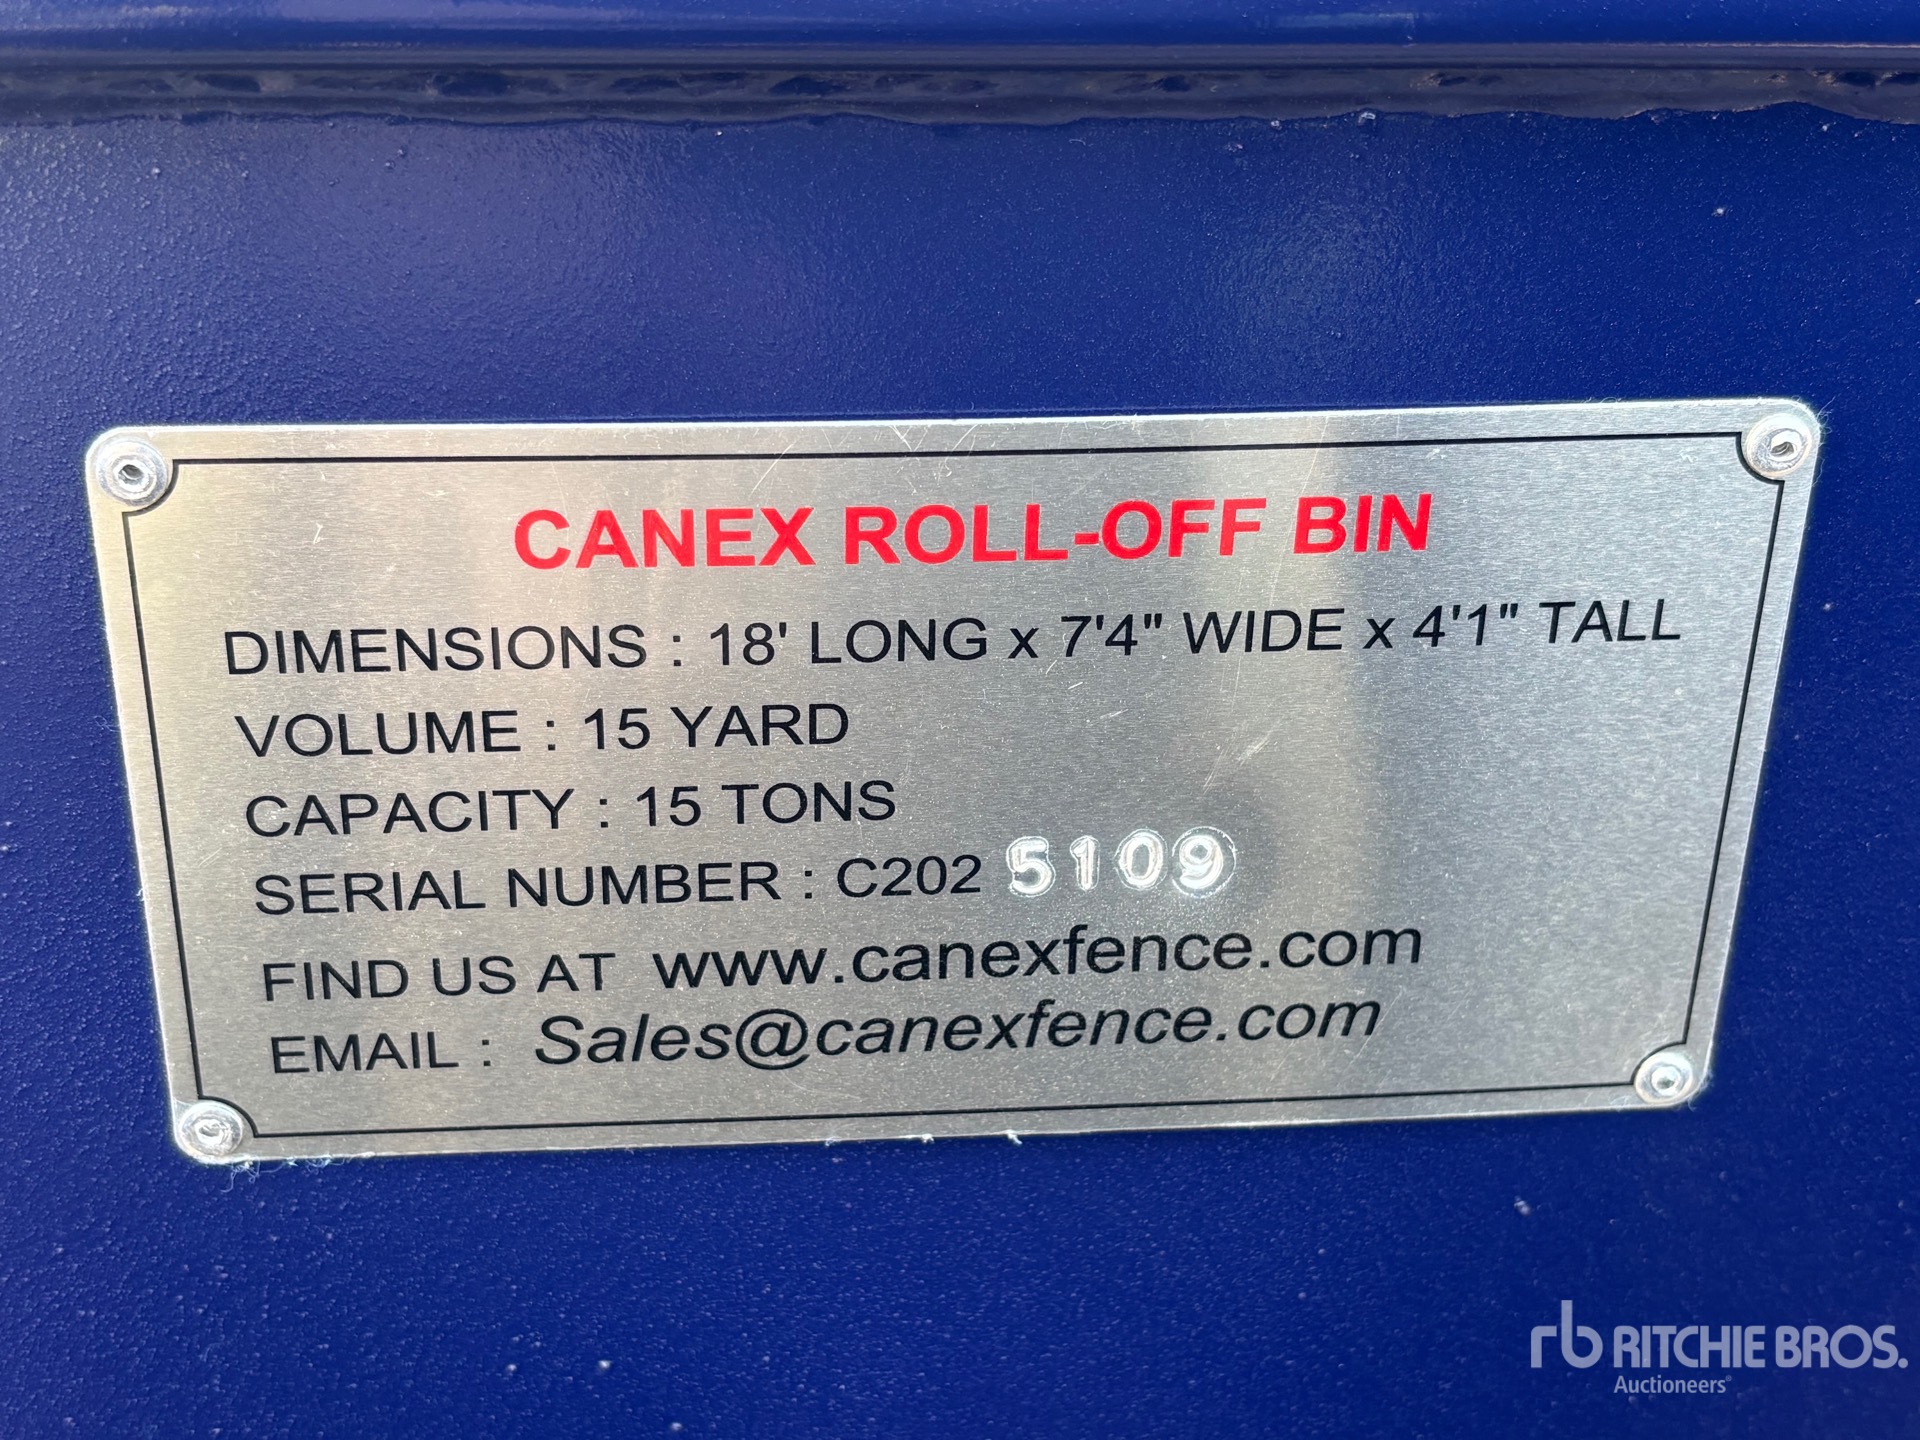 CANEX ROLL-OFF BIN
DIMENSIONS : 18' LONG x 7'4" WIDE x 4'1" TALL
VOLUME : 15 YARD
CAPACITY : 15 TONS
SERIAL NUMBER : C202 5109
FIND US AT www.canexfence.com
EMAIL : Sales@canexfence.com
rb RITCHIE BROS.
Auctioneers®